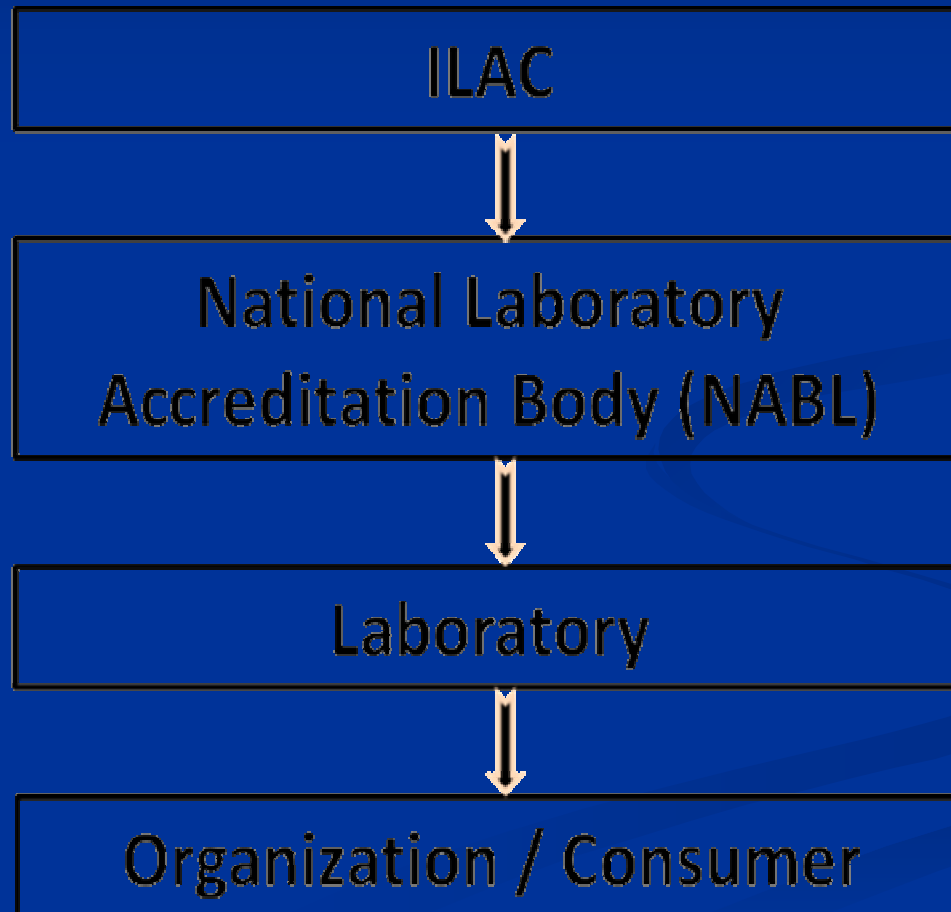 ILAC
National Laboratory
Accreditation Body (NABL)
Laboratory
Organization / Consumer